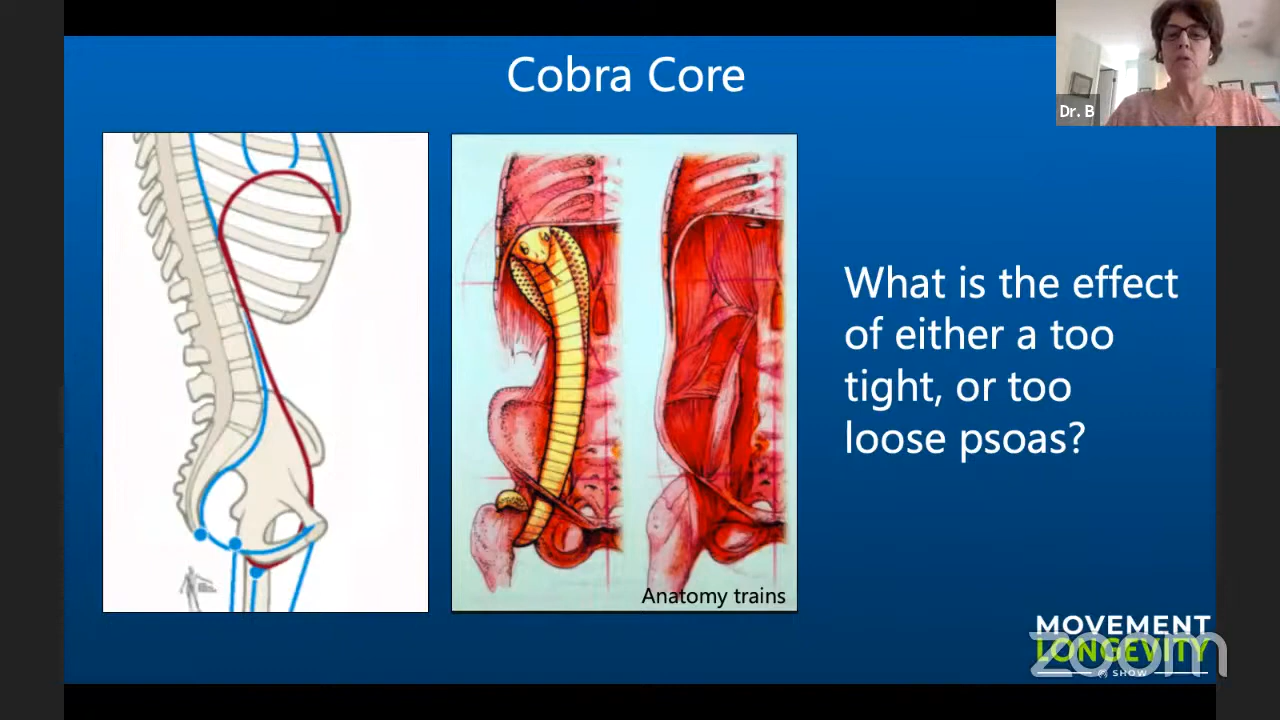 Cobra Core
Dr. B
What is the effect
of either a too
tight, or too
loose psoas?
Anatomy trains
MOVEMENT
LONGEVITY
SHOW
zoom